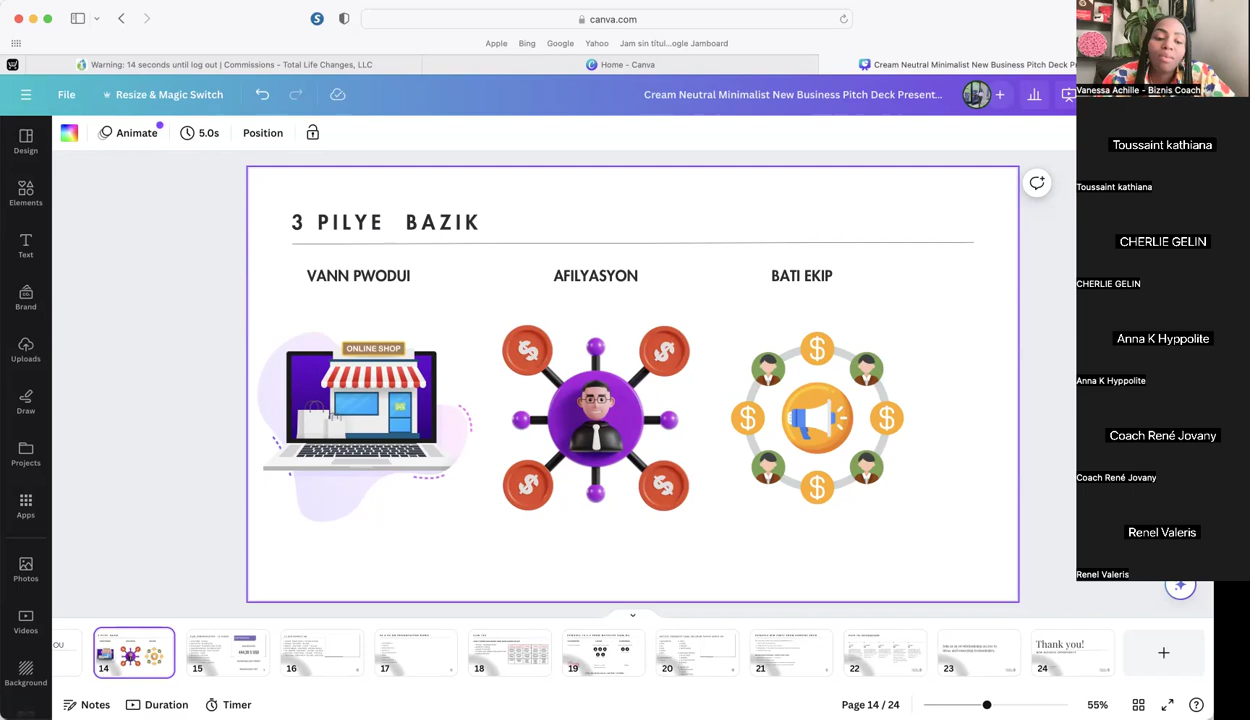 canva.com
Apple Bing Google Yahoo Jam sin titul...ogle Jamboard
Warning: 14 seconds until log out | Commissions - Total Life Changes, LLC
Home - Canva
Cream Neutral Minimalist New Business Pitch Deck Pr
File
Resize & Magic Switch
Cream Neutral Minimalist New Business Pitch Deck Present...
Vanessa Achille - Biznis Coach
Animate
5.0s
Position
Design
Elements
Text
Brand
Uploads
Draw
Projects
Apps
Photos
Videos
Background
3 PILYE BAZIK
VANN PWODUI
AFILYASYON
BATI EKIP
ONLINE SHOP
Toussaint kathiana
Toussaint kathiana
CHERLIE GELIN
CHERLIE GELIN
Anna K Hyppolite
Anna K Hyppolite
Coach René Jovany
Coach René Jovany
Renel Valeris
Renel Valeris
OU
14
15
16
17
18
19
20
21
22
23
Thank you!
24
Notes
Duration
Timer
Page 14 / 24
55%